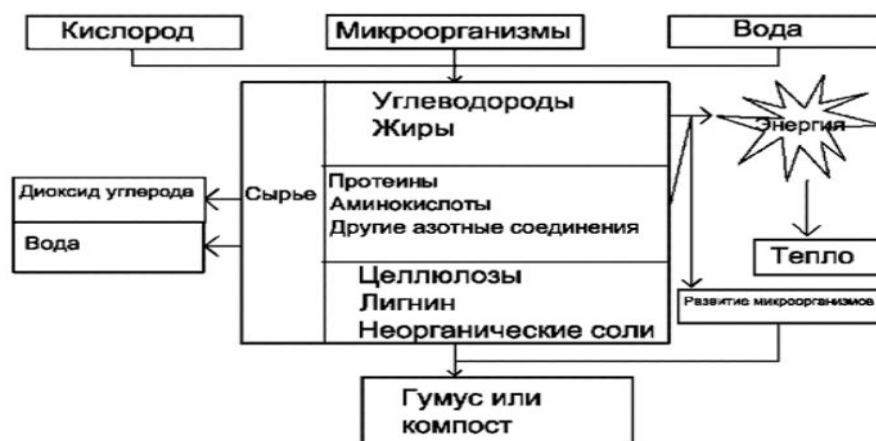 Кислород
Микроорганизмы
Вода
Углеводороды
Жиры
Энергия
Диоксид углерода
Сырье
Протеины
Аминокислоты
Другие азотные соединения
Вода
Целлюлозы
Лигнин
Неорганические соли
Тепло
Развитие микроорганизмов
Гумус или
компост